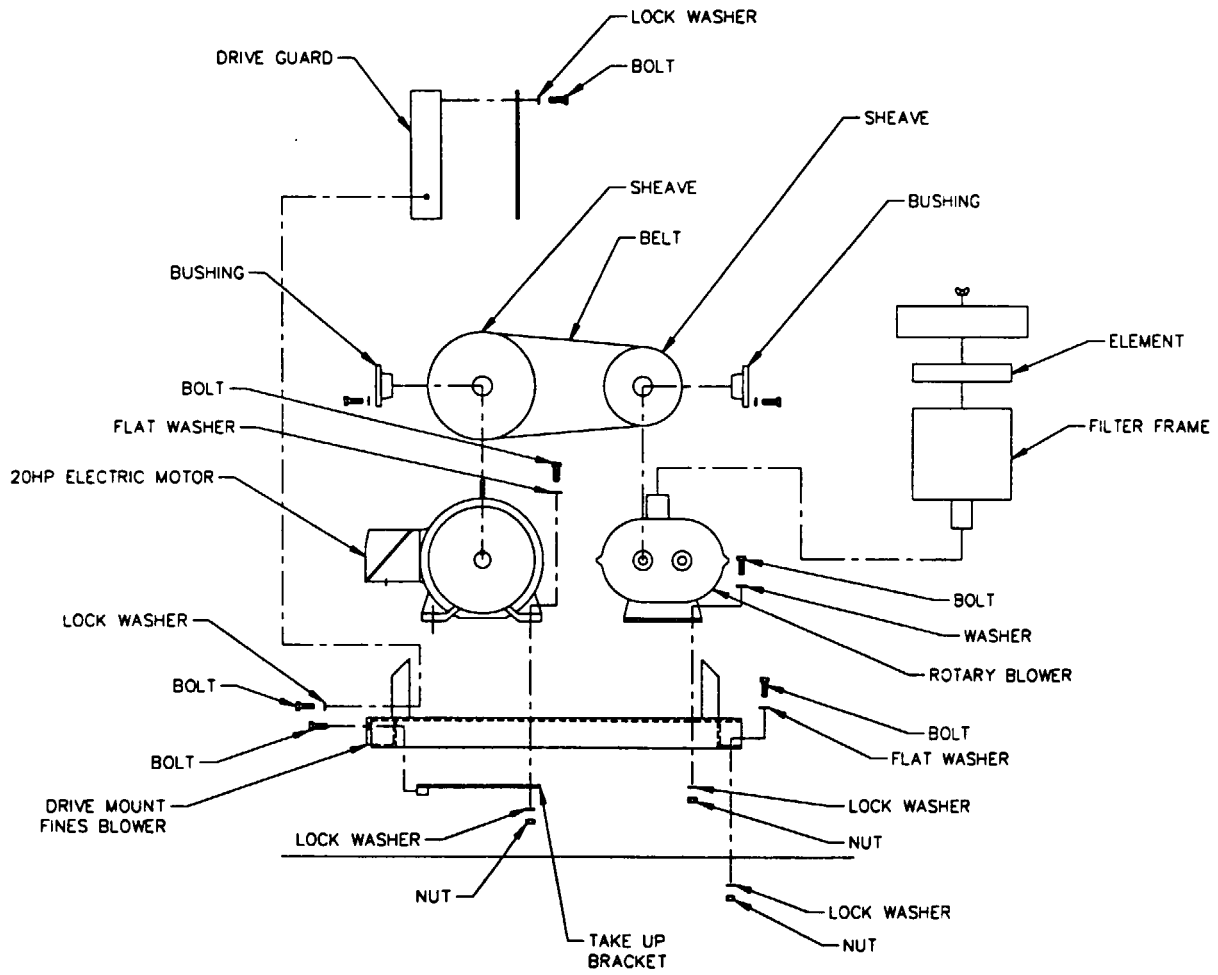 LOCK WASHER
DRIVE GUARD
BOLT
SHEAVE
SHEAVE
BUSHING
BELT
BUSHING
ELEMENT
BOLT
FLAT WASHER
FILTER FRAME
20HP ELECTRIC MOTOR
BOLT
LOCK WASHER
WASHER
ROTARY BLOWER
BOLT
BOLT
FLAT WASHER
BOLT
DRIVE MOUNT
FINES BLOWER
LOCK WASHER
LOCK WASHER
NUT
NUT
LOCK WASHER
TAKE UP
BRACKET
NUT